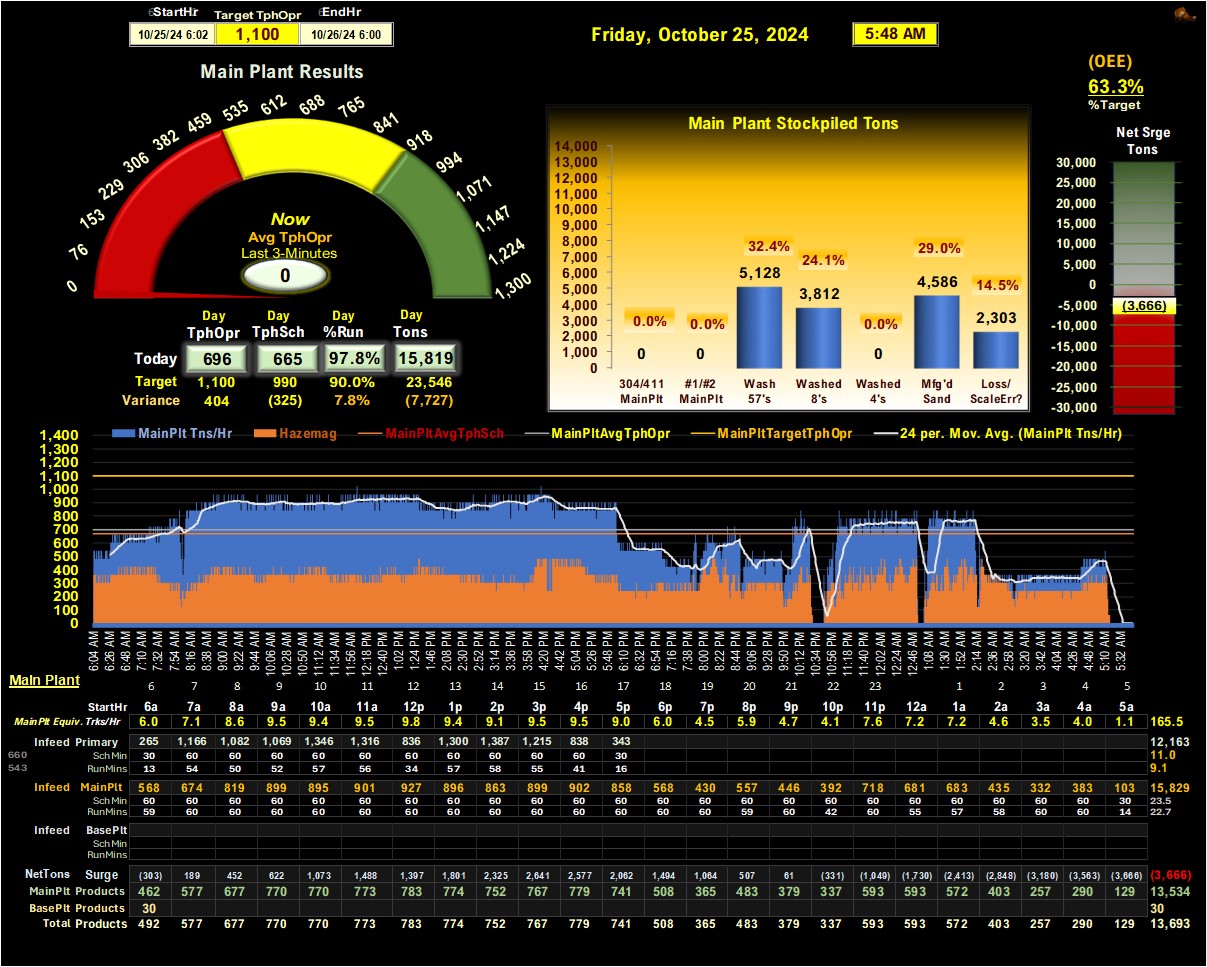 StartHr Target TphOpr EndHr
10/25/24 6:02 1,100 10/26/24 6:00
Friday, October 25, 2024 5:48 AM
(OEE)
63.3%
%Target
Main Plant Results
0 76 153 229 306 382 459 535 612 688 765 841 918 994 1,071 1,147 1,224 1,300
Now
Avg TphOpr
Last 3-Minutes
0
Day Day Day Day
TphOpr TphSch %Run Tons
Today 696 665 97.8% 15,819
Target 1,100 990 90.0% 23,546
Variance 404 (325) 7.8% (7,727)
Main Plant Stockpiled Tons
14,000
13,000
12,000
11,000
10,000
9,000
8,000
7,000
6,000
5,000
4,000
3,000
2,000
1,000
0
0.0% 0.0% 32.4% 24.1% 0.0% 29.0% 14.5%
0 0 5,128 3,812 0 4,586 2,303
304/411 #1/#2 Wash Washed Washed Mfg'd Loss/
MainPlt MainPlt 57's 8's 4's Sand ScaleErr?
Net Srge
Tons
30,000
25,000
20,000
15,000
10,000
5,000
0
-5,000
-10,000
-15,000
-20,000
-25,000
-30,000
(3,666)
MainPlt Tns/Hr Hazemag MainPltAvgTphSch MainPltAvgTphOpr MainPltTargetTphOpr 24 per. Mov. Avg. (MainPlt Tns/Hr)
1,400
1,300
1,200
1,100
1,000
900
800
700
600
500
400
300
200
100
0
6:04 AM 6:26 AM 6:48 AM 7:10 AM 7:32 AM 7:54 AM 8:16 AM 8:38 AM 9:00 AM 9:22 AM 9:44 AM 10:06 AM 10:28 AM 10:50 AM 11:12 AM 11:34 AM 11:56 AM 12:18 PM 12:40 PM 1:02 PM 1:24 PM 1:46 PM 2:08 PM 2:30 PM 2:52 PM 3:14 PM 3:36 PM 3:58 PM 4:20 PM 4:42 PM 5:04 PM 5:26 PM 5:48 PM 6:10 PM 6:32 PM 6:54 PM 7:16 PM 7:38 PM 8:00 PM 8:22 PM 8:44 PM 9:06 PM 9:28 PM 9:50 PM 10:12 PM 10:34 PM 10:56 PM 11:18 PM 11:40 PM 12:02 AM 12:24 AM 12:46 AM 1:08 AM 1:30 AM 1:52 AM 2:14 AM 2:36 AM 2:58 AM 3:20 AM 3:42 AM 4:04 AM 4:26 AM 4:48 AM 5:10 AM 5:32 AM
Main Plant
6 7 8 9 10 11 12 13 14 15 16 17 18 19 20 21 22 23 1 2 3 4 5
StartHr 6a 7a 8a 9a 10a 11a 12p 1p 2p 3p 4p 5p 6p 7p 8p 9p 10p 11p 12a 1a 2a 3a 4a 5a
MainPlt Equiv. Trks/Hr 6.0 7.1 8.6 9.5 9.4 9.5 9.8 9.4 9.1 9.5 9.5 9.0 6.0 4.5 5.9 4.7 4.1 7.6 7.2 7.2 4.6 3.5 4.0 1.1 165.5
Infeed Primary 265 1,166 1,082 1,069 1,346 1,316 836 1,300 1,387 1,215 838 343 12,163
660 Sch Min 30 60 60 60 60 60 60 60 60 60 60 30 11.0
543 RunMins 13 54 50 52 57 56 34 57 58 55 41 16 9.1
Infeed MainPlt 568 674 819 899 895 901 927 896 863 899 902 858 568 430 557 446 392 718 681 683 435 332 383 103 15,829
Sch Min 60 60 60 60 60 60 60 60 60 60 60 60 60 60 60 60 60 60 60 60 60 60 60 30 23.5
RunMins 59 60 60 60 60 60 60 60 60 60 60 60 60 60 59 60 42 60 55 57 58 60 60 14 22.7
Infeed BasePlt
Sch Min
RunMins
NetTons Surge (303) 189 452 622 1,073 1,488 1,397 1,801 2,325 2,641 2,577 2,062 1,494 1,064 507 61 (331) (1,049) (1,730) (2,413) (2,848) (3,180) (3,563) (3,666) (3,666)
MainPlt Products 462 577 677 770 770 773 783 774 752 767 779 741 508 365 483 379 337 593 593 572 403 257 290 129 13,534
BasePlt Products 30 30
Total Products 492 577 677 770 770 773 783 774 752 767 779 741 508 365 483 379 337 593 593 572 403 257 290 129 13,693